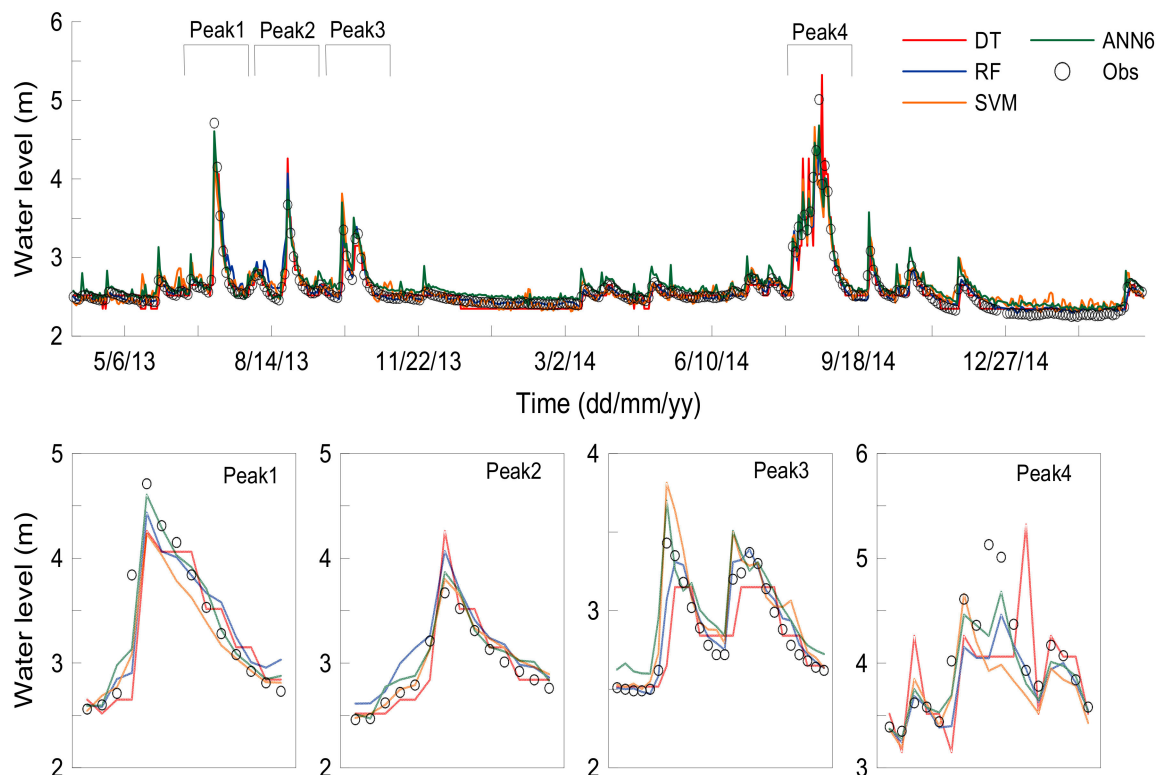 6
Peak1 Peak2 Peak3 Peak4
DT ANN6
RF Obs
SVM
5
4
3
2
Water level (m)
5/6/13 8/14/13 11/22/13 3/2/14 6/10/14 9/18/14 12/27/14
Time (dd/mm/yy)
Water level (m)
5
4
3
2
Peak1
5
4
3
2
Peak2
4
3
2
Peak3
6
5
4
3
Peak4